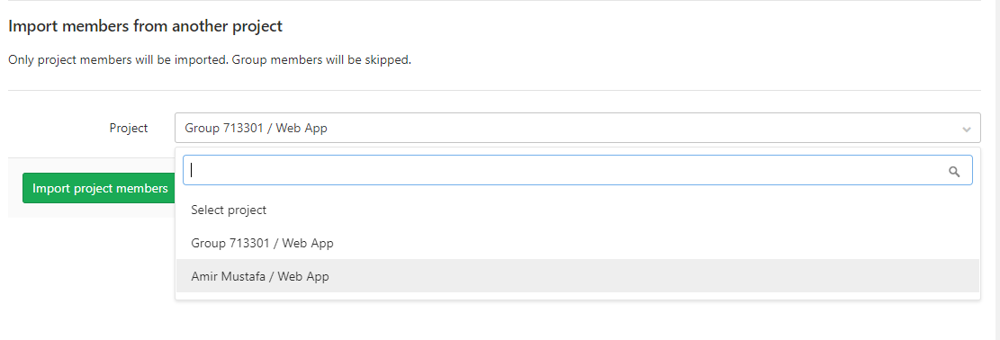 Import members from another project
Only project members will be imported. Group members will be skipped.
Project
Group 713301 / Web App
Import project members
Select project
Group 713301 / Web App
Amir Mustafa / Web App